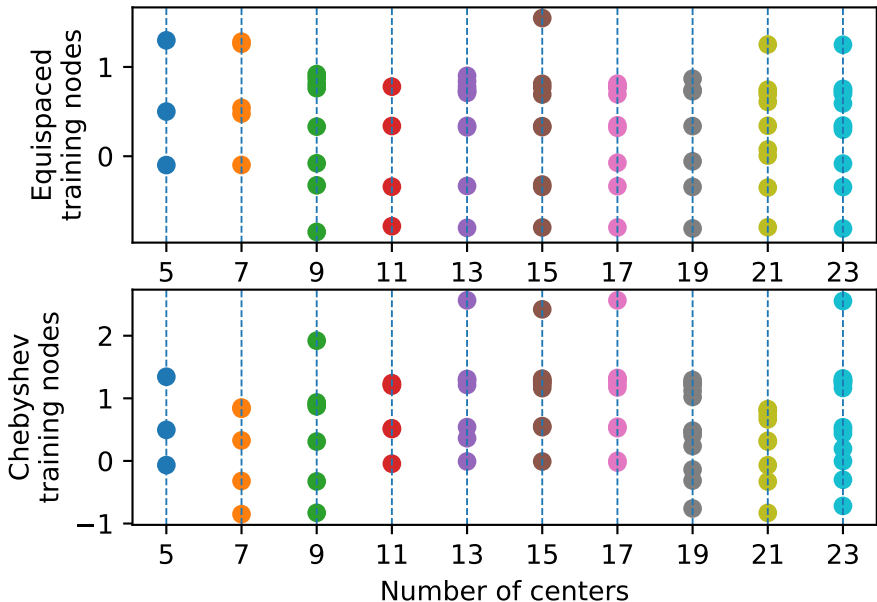 Equispaced
training nodes
1
0
5 7 9 11 13 15 17 19 21 23
Chebyshev
training nodes
2
1
0
−1
5 7 9 11 13 15 17 19 21 23
Number of centers